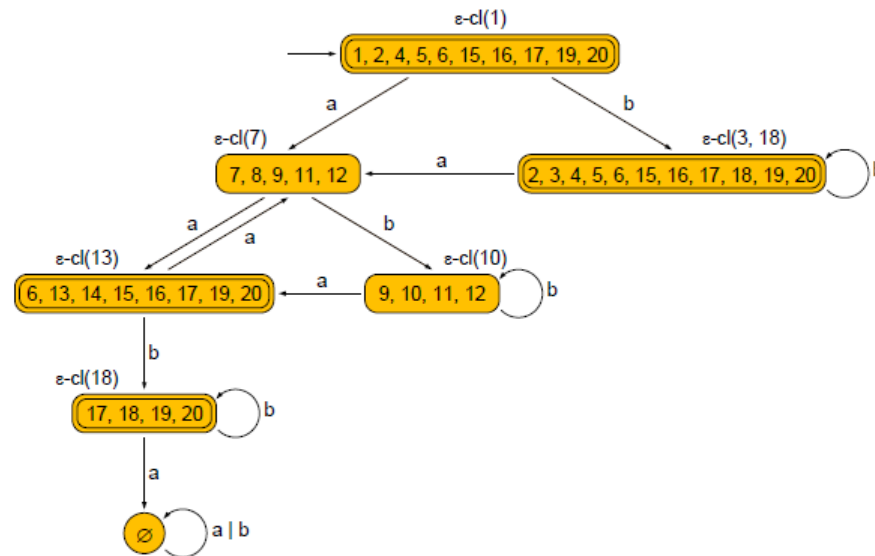 ε-cl(1)
1, 2, 4, 5, 6, 15, 16, 17, 19, 20
a
b
ε-cl(7)
ε-cl(3, 18)
7, 8, 9, 11, 12
a
2, 3, 4, 5, 6, 15, 16, 17, 18, 19, 20
a
a
b
ε-cl(13)
ε-cl(10)
6, 13, 14, 15, 16, 17, 19, 20
a
9, 10, 11, 12
b
b
ε-cl(18)
17, 18, 19, 20
b
a
∅
a | b